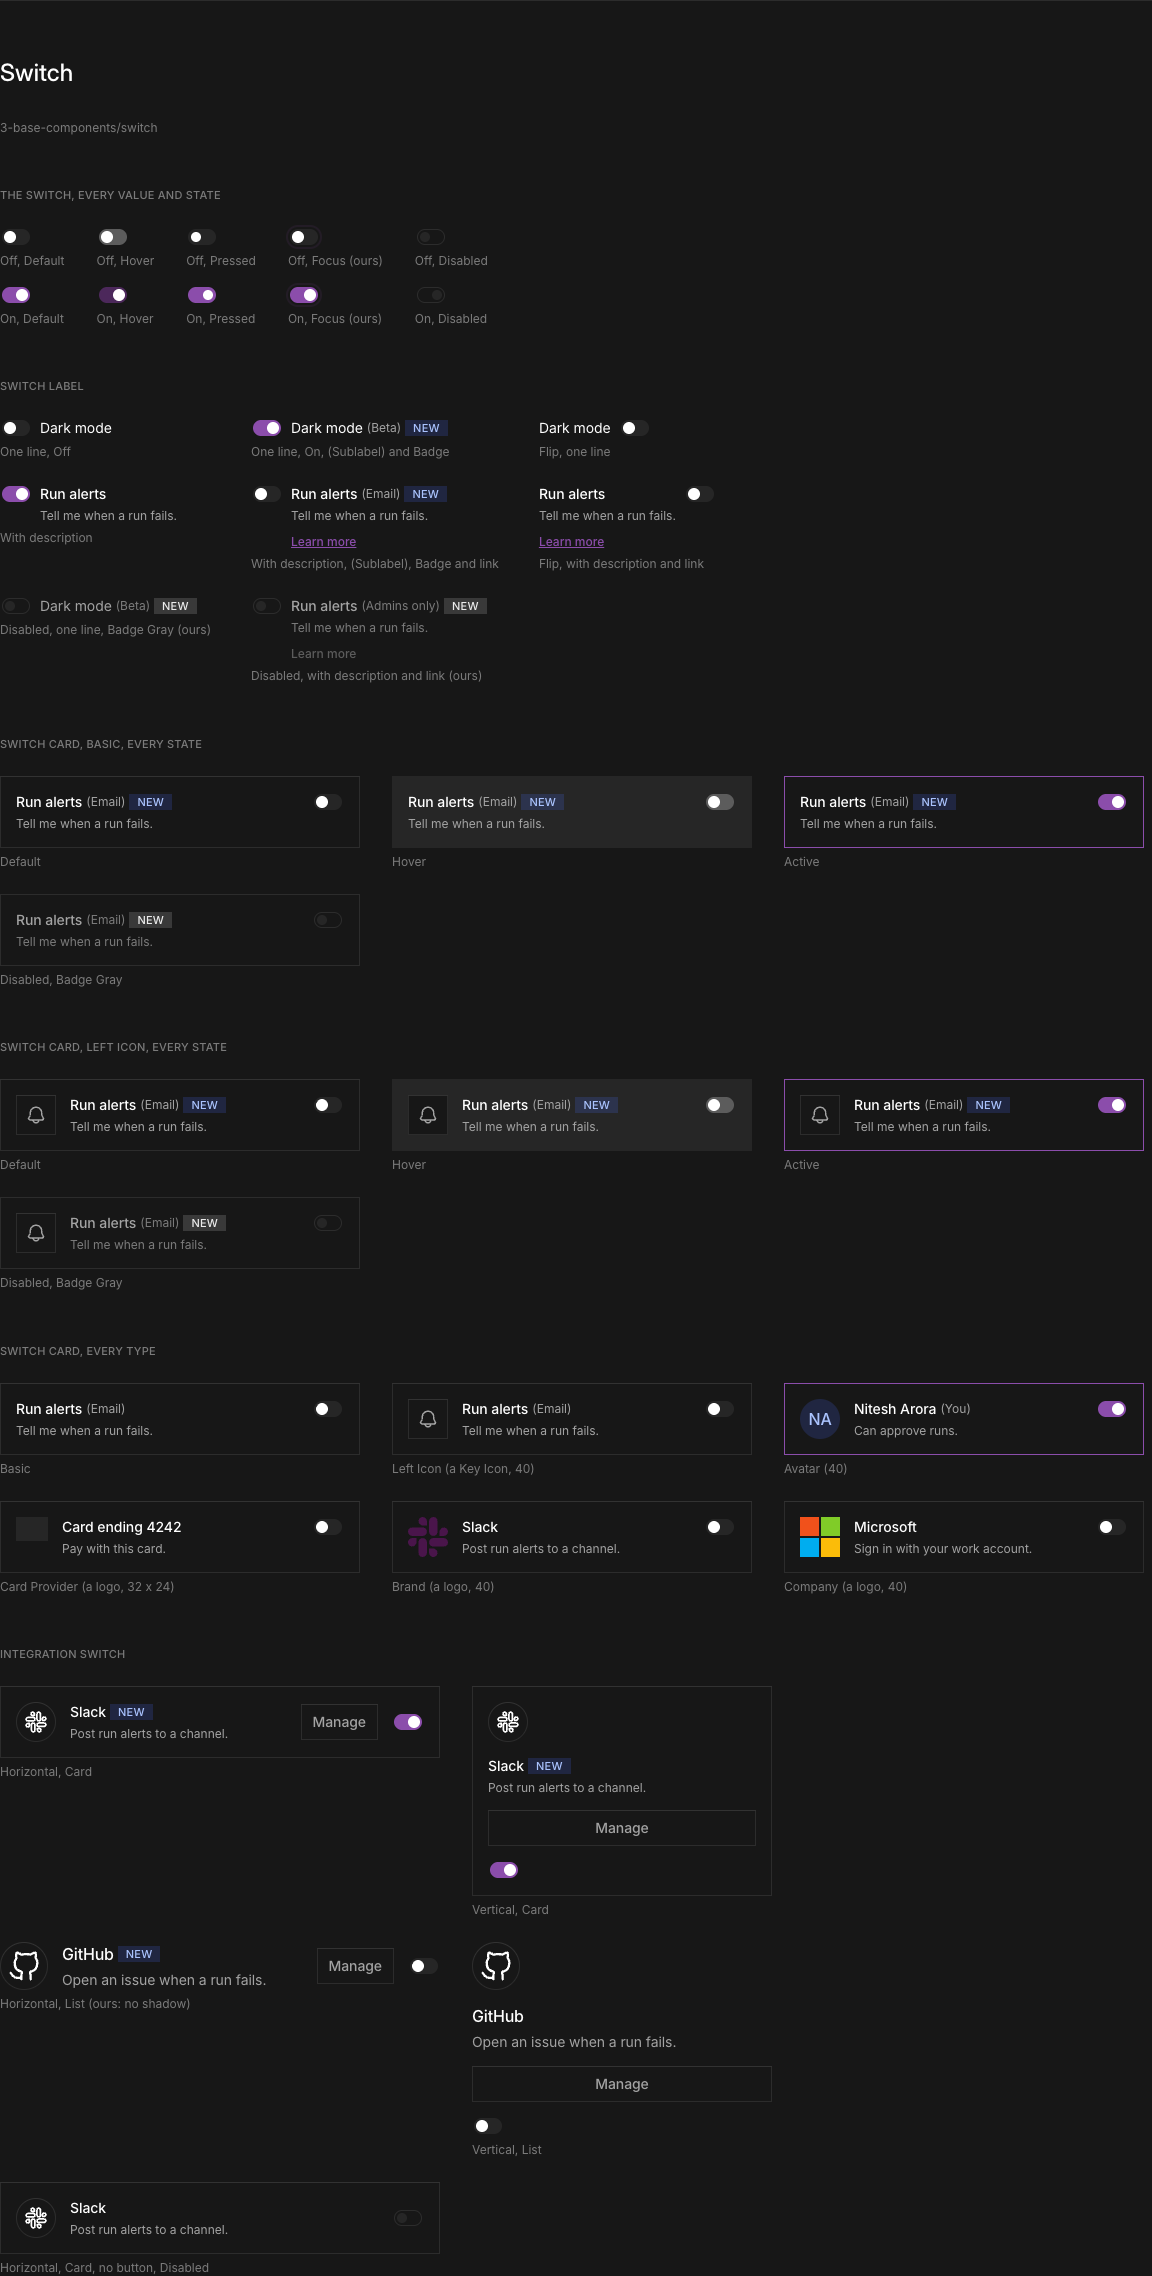 Switch
3-base-components/switch
THE SWITCH, EVERY VALUE AND STATE
Off, Default
Off, Hover
Off, Pressed
Off, Focus (ours)
Off, Disabled
On, Default
On, Hover
On, Pressed
On, Focus (ours)
On, Disabled
SWITCH LABEL
Dark mode
One line, Off
Dark mode (Beta) NEW
One line, On, (Sublabel) and Badge
Dark mode
Flip, one line
Run alerts
Tell me when a run fails.
With description
Run alerts (Email) NEW
Tell me when a run fails.
Learn more
With description, (Sublabel), Badge and link
Run alerts
Tell me when a run fails.
Learn more
Flip, with description and link
Dark mode (Beta) NEW
Disabled, one line, Badge Gray (ours)
Run alerts (Admins only) NEW
Tell me when a run fails.
Learn more
Disabled, with description and link (ours)
SWITCH CARD, BASIC, EVERY STATE
Run alerts (Email) NEW
Tell me when a run fails.
Default
Run alerts (Email) NEW
Tell me when a run fails.
Hover
Run alerts (Email) NEW
Tell me when a run fails.
Active
Run alerts (Email) NEW
Tell me when a run fails.
Disabled, Badge Gray
SWITCH CARD, LEFT ICON, EVERY STATE
Run alerts (Email) NEW
Tell me when a run fails.
Default
Run alerts (Email) NEW
Tell me when a run fails.
Hover
Run alerts (Email) NEW
Tell me when a run fails.
Active
Run alerts (Email) NEW
Tell me when a run fails.
Disabled, Badge Gray
SWITCH CARD, EVERY TYPE
Run alerts (Email)
Tell me when a run fails.
Basic
Run alerts (Email)
Tell me when a run fails.
Left Icon (a Key Icon, 40)
NA
Nitesh Arora (You)
Can approve runs.
Avatar (40)
Card ending 4242
Pay with this card.
Card Provider (a logo, 32 x 24)
Slack
Post run alerts to a channel.
Brand (a logo, 40)
Microsoft
Sign in with your work account.
Company (a logo, 40)
INTEGRATION SWITCH
Slack NEW
Post run alerts to a channel.
Manage
Horizontal, Card
Slack NEW
Post run alerts to a channel.
Manage
Vertical, Card
GitHub NEW
Open an issue when a run fails.
Manage
Horizontal, List (ours: no shadow)
GitHub
Open an issue when a run fails.
Manage
Vertical, List
Slack
Post run alerts to a channel.
Horizontal, Card, no button, Disabled